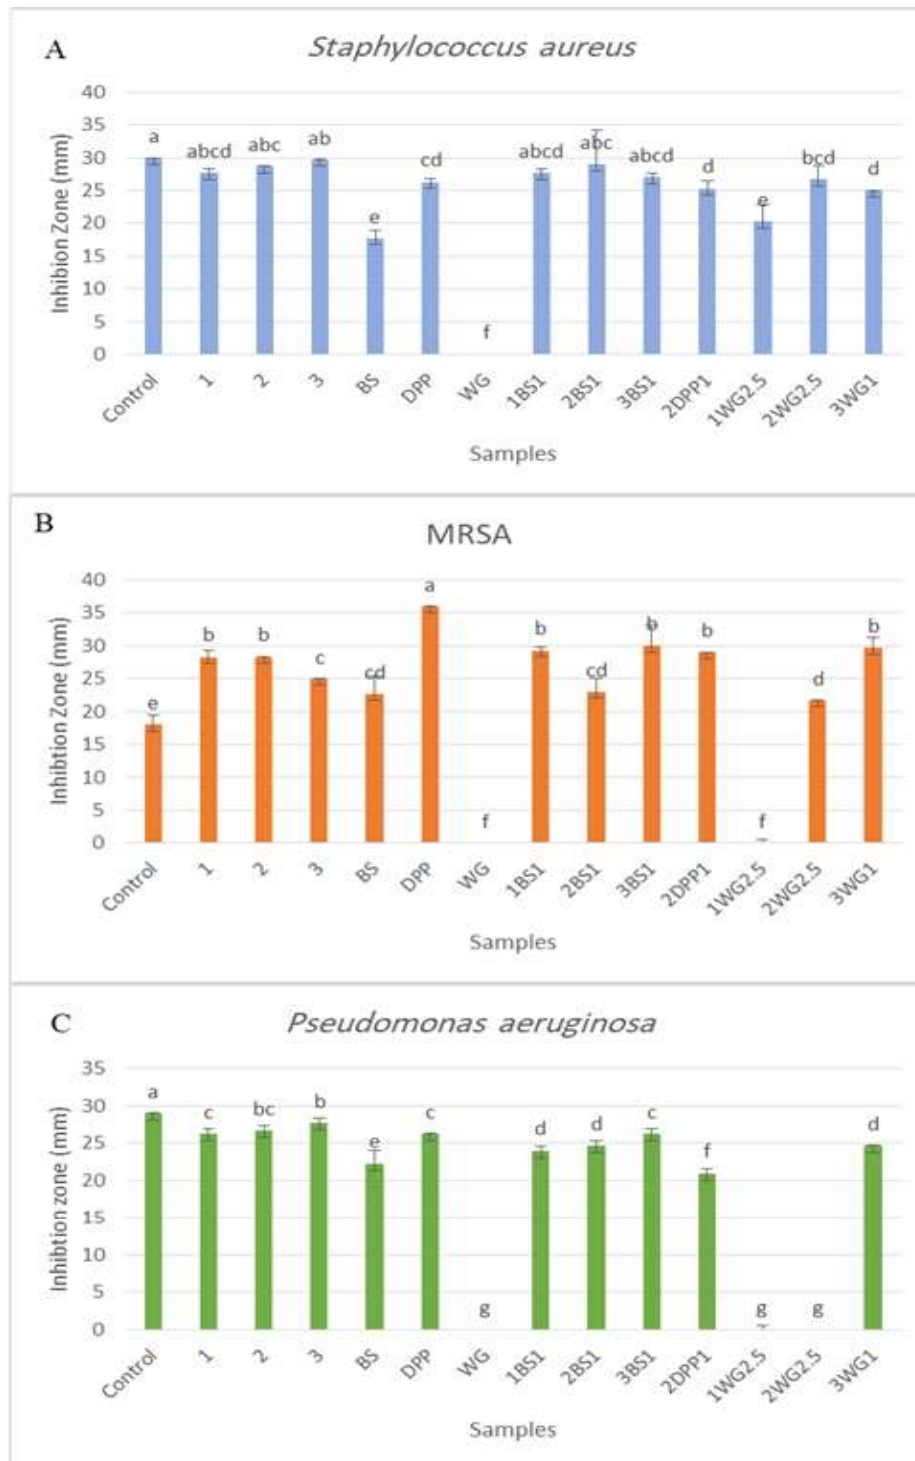 A
Staphylococcus aureus
Inhibion Zone (mm)
40
35
30
25
20
15
10
5
0
a
abcd
abc
ab
e
cd
f
abcd
abc
abcd
d
e
bcd
d
Control
1
2
3
BS
DPP
WG
1BS1
2BS1
3BS1
2DPP1
1WG2.5
2WG2.5
3WG1
Samples
B
MRSA
Inhibtion Zone (mm)
40
35
30
25
20
15
10
5
0
e
b
b
c
cd
a
f
b
cd
b
b
f
d
b
Control
1
2
3
BS
DPP
WG
1BS1
2BS1
3BS1
2DPP1
1WG2.5
2WG2.5
3WG1
Samples
C
Pseudomonas aeruginosa
Inhibtion zone (mm)
35
30
25
20
15
10
5
0
a
c
bc
b
e
c
g
d
d
c
f
g
g
d
Control
1
2
3
BS
DPP
WG
1BS1
2BS1
3BS1
2DPP1
1WG2.5
2WG2.5
3WG1
Samples